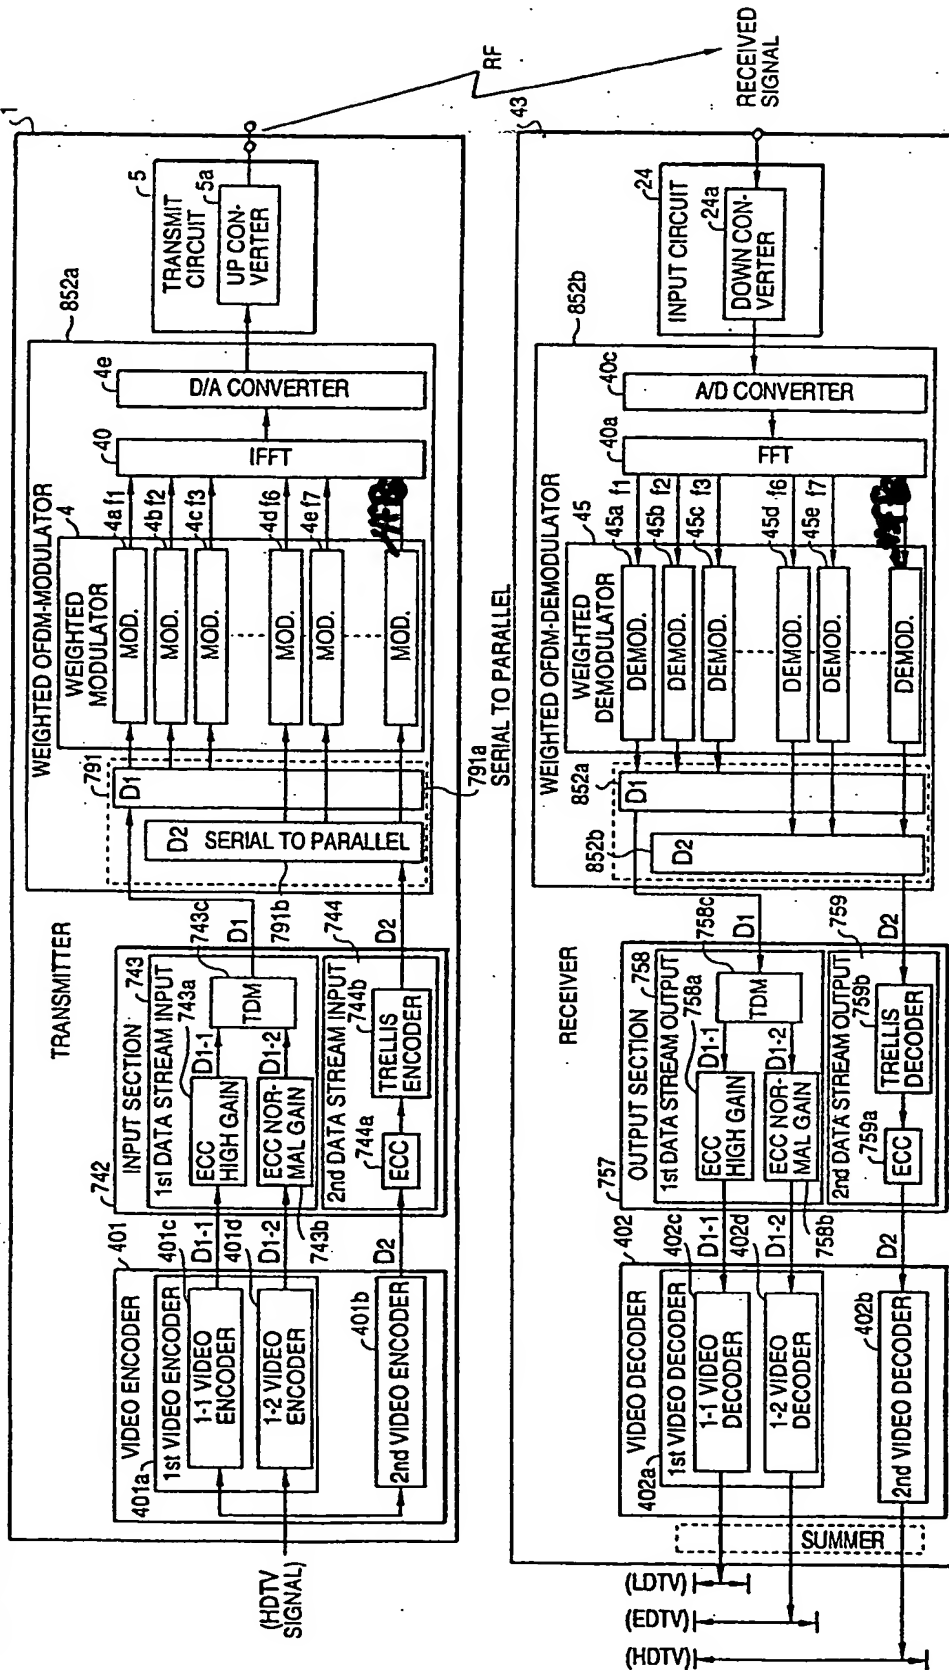 TRANSMITTER
1
(HDTV
SIGNAL)
401
VIDEO ENCODER
401a
1st VIDEO ENCODER
401c
1-1 VIDEO
ENCODER
401d
1-2 VIDEO
ENCODER
401b
2nd VIDEO ENCODER
D1-1
D1-2
D2
742
INPUT SECTION
743
1st DATA STREAM INPUT
743a
ECC
HIGH GAIN
D1-1
743c
TDM
ECC NOR-
MAL GAIN
D1-2
743b
744
2nd DATA STREAM INPUT
744a
ECC
744b
TRELLIS
ENCODER
D1
D2
852a
WEIGHTED OFDM-MODULATOR
791
D1
791b
D2 SERIAL TO PARALLEL
791a
SERIAL TO PARALLEL
4
WEIGHTED
MODULATOR
MOD.
MOD.
MOD.
MOD.
MOD.
MOD.
4a f1
4b f2
4c f3
4d f6
4e f7
40
IFFT
4e
D/A CONVERTER
5
TRANSMIT
CIRCUIT
5a
UP CON-
VERTER
RF
RECEIVED
SIGNAL
43
RECEIVER
24
INPUT CIRCUIT
24a
DOWN CON-
VERTER
852b
WEIGHTED OFDM-DEMODULATOR
40c
A/D CONVERTER
40a
FFT
45
WEIGHTED
DEMODULATOR
45a f1
45b f2
45c f3
45d f6
45e f7
DEMOD.
DEMOD.
DEMOD.
DEMOD.
DEMOD.
DEMOD.
852a
D1
852b
D2
D1
D2
757
OUTPUT SECTION
758
1st DATA STREAM OUTPUT
758a
ECC
HIGH GAIN
D1-1
758c
TDM
ECC NOR-
MAL GAIN
D1-2
758b
759
2nd DATA STREAM OUTPUT
759a
ECC
759b
TRELLIS
DECODER
D1-1
D1-2
D2
402
VIDEO DECODER
402a
1st VIDEO DECODER
402c
1-1 VIDEO
DECODER
402d
1-2 VIDEO
DECODER
402b
2nd VIDEO DECODER
SUMMER
(LDTV)
(EDTV)
(HDTV)